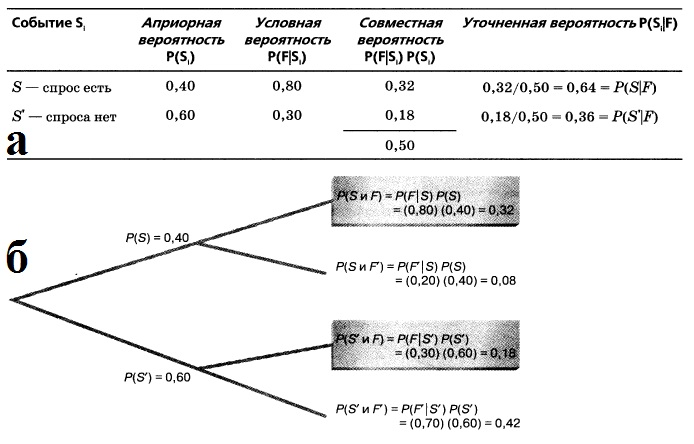 Событие Sᵢ Априорная вероятность P(Sᵢ) Условная вероятность P(F|Sᵢ) Совместная вероятность P(F|Sᵢ) P(Sᵢ) Уточненная вероятность P(Sᵢ|F)
S — спрос есть 0,40 0,80 0,32 0,32/0,50 = 0,64 = P(S|F)
S* — спроса нет 0,60 0,30 0,18 0,18/0,50 = 0,36 = P(S'|F)
0,50
а
б
P(S и F) = P(F|S) P(S)
= (0,80) (0,40) = 0,32
P(S) = 0,40
P(S и F') = P(F'|S) P(S)
= (0,20) (0,40) = 0,08
P(S' и F) = P(F|S') P(S')
= (0,30) (0,60) = 0,18
P(S') = 0,60
P(S' и F') = P(F'|S') P(S')
= (0,70) (0,60) = 0,42